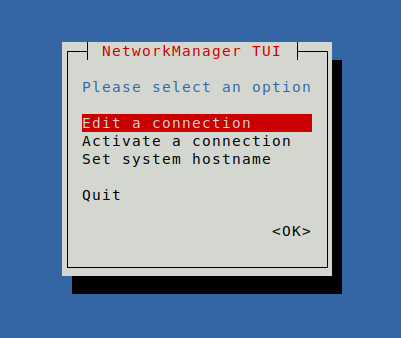 NetworkManager TUI
Please select an option
Edit a connection
Activate a connection
Set system hostname
Quit
<OK>